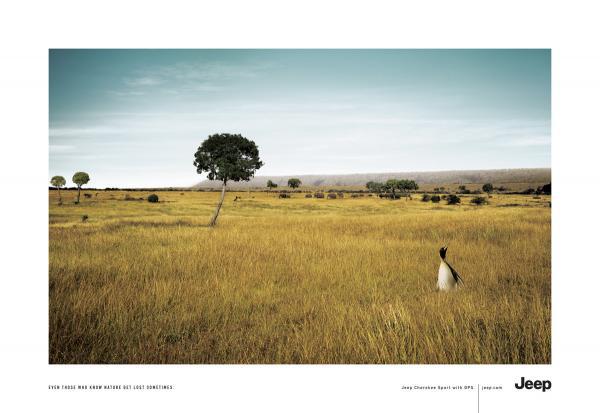 EVEN THOSE WHO KNOW NATURE GET LOST SOMETIMES.
Jeep Cherokee Sport with GPS. jeep.com Jeep